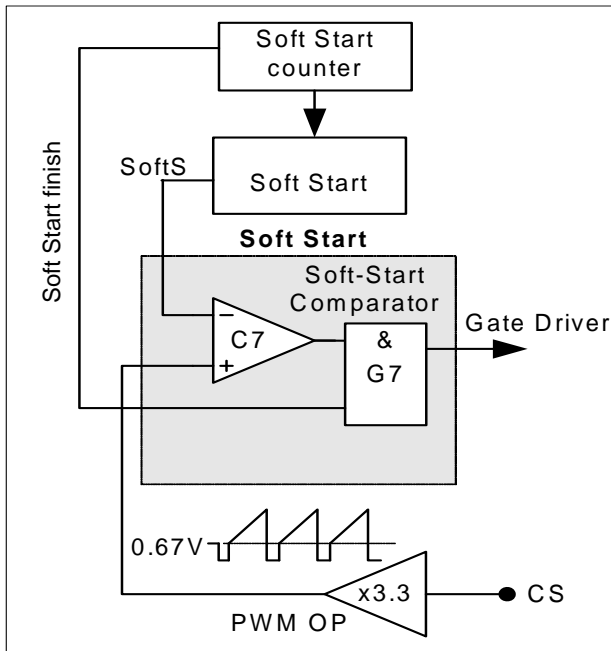 Soft Start
counter
SoftS
Soft Start
Soft Start finish
Soft Start
Soft-Start
Comparator
Gate Driver
−
C7
+
&
G7
0.67V
x3.3
CS
PWM OP